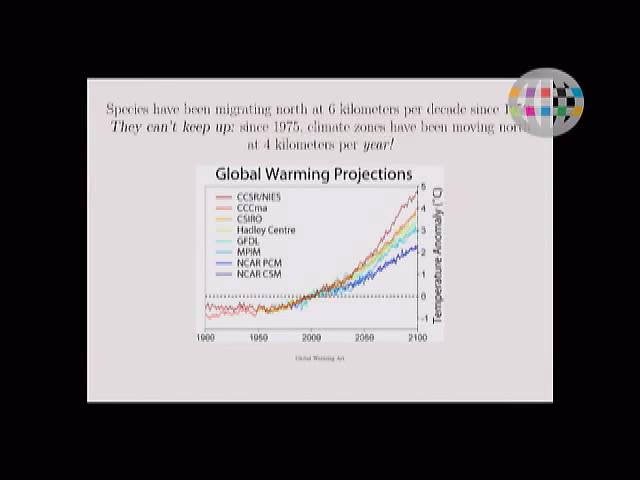 Species have been migrating north at 6 kilometers per decade since
They can't keep up: since 1975, climate zones have been moving north
at 4 kilometers per year!
Global Warming Projections
CCSR/NIES
CCCma
CSIRO
Hadley Centre
GFDL
MPIM
NCAR PCM
NCAR CSM
5
4
3
2
1
0
-1
Temperature Anomaly (°C)
1900 1950 2000 2050 2100
Global Warming Art